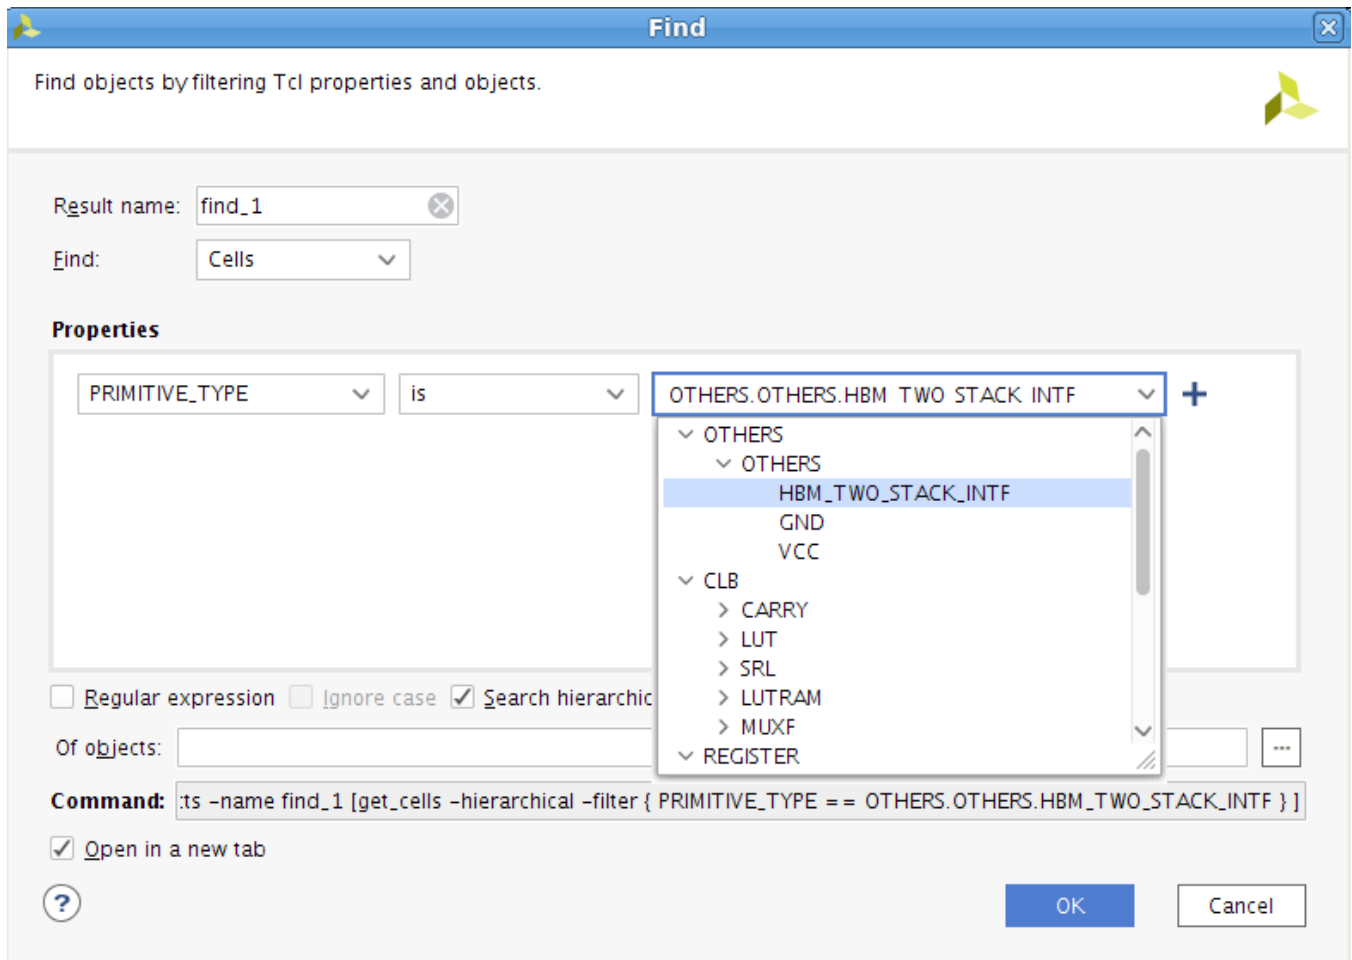 Find
Find objects by filtering Tcl properties and objects.
Result name: find_1
Find: Cells
Properties
PRIMITIVE_TYPE is OTHERS.OTHERS.HBM_TWO_STACK_INTF
OTHERS
OTHERS
HBM_TWO_STACK_INTF
GND
VCC
CLB
CARRY
LUT
SRL
LUTRAM
MUXF
REGISTER
Regular expression Ignore case Search hierarchic
Of objects: ...
Command: :ts -name find_1 [get_cells -hierarchical -filter { PRIMITIVE_TYPE == OTHERS.OTHERS.HBM_TWO_STACK_INTF } ]
Open in a new tab
? OK Cancel